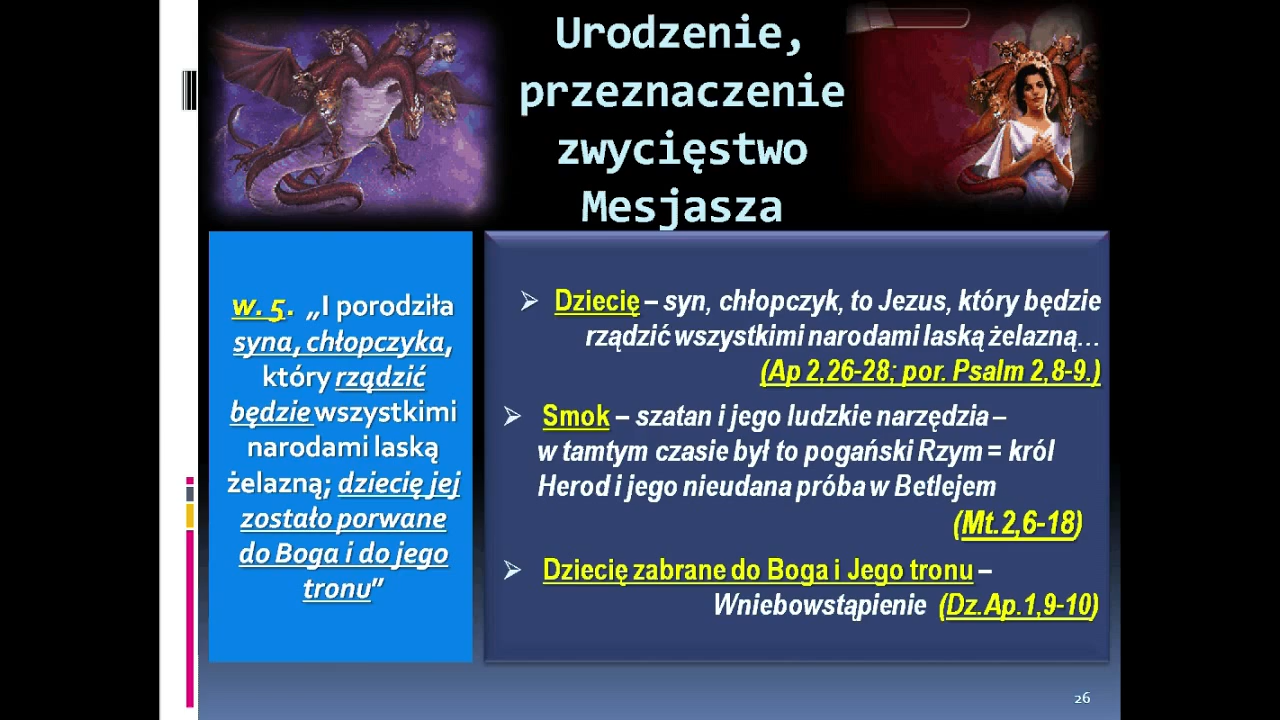 Urodzenie,
przeznaczenie
zwycięstwo
Mesjasza
w. 5. „I porodziła
syna, chłopczyka,
który rządzić
będzie wszystkimi
narodami laską
żelazną; dziecię jej
zostało porwane
do Boga i do jego
tronu”
➢ Dziecię – syn, chłopczyk, to Jezus, który będzie
rządzić wszystkimi narodami laską żelazną…
(Ap 2,26-28; por. Psalm 2,8-9.)
➢ Smok – szatan i jego ludzkie narzędzia –
w tamtym czasie był to pogański Rzym = król
Herod i jego nieudana próba w Betlejem
(Mt.2,6-18)
➢ Dziecię zabrane do Boga i Jego tronu –
Wniebowstąpienie (Dz.Ap.1,9-10)
26